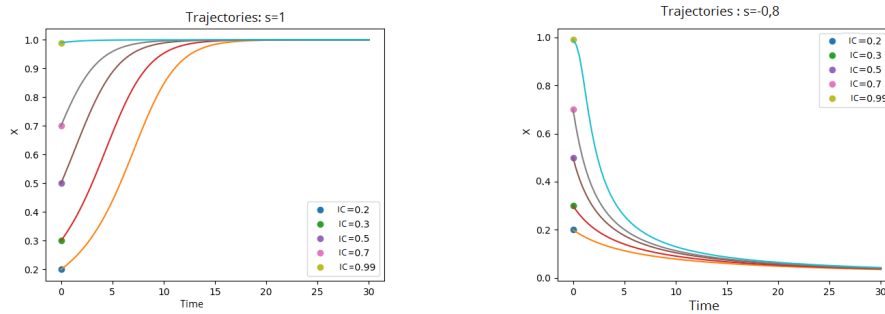 Trajectories: s=1
1.0
0.9
0.8
0.7
0.6
0.5
0.4
0.3
0.2
X
0
5
10
15
20
25
30
Time
IC=0.2
IC=0.3
IC=0.5
IC=0.7
IC=0.99
Trajectories : s=-0,8
1.0
0.8
0.6
0.4
0.2
0.0
X
0
5
10
15
20
25
30
Time
IC=0.2
IC=0.3
IC=0.5
IC=0.7
IC=0.99